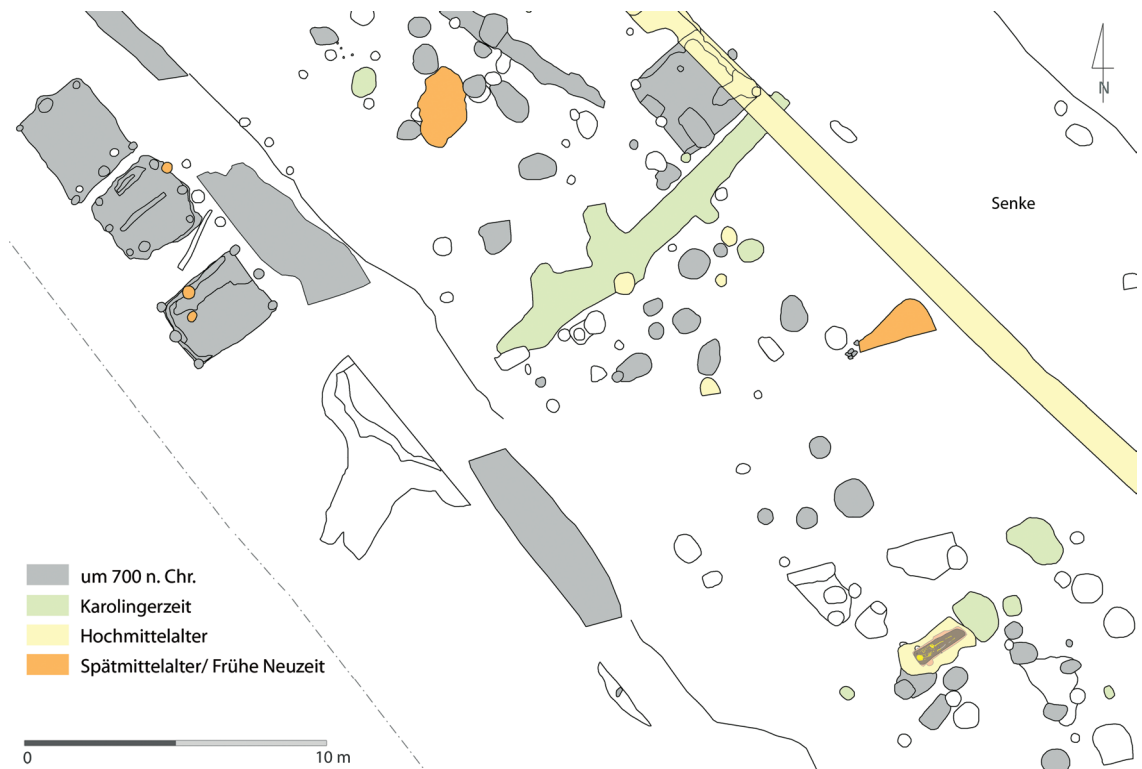 N
Senke
um 700 n. Chr.
Karolingerzeit
Hochmittelalter
Spätmittelalter/ Frühe Neuzeit
0 10 m